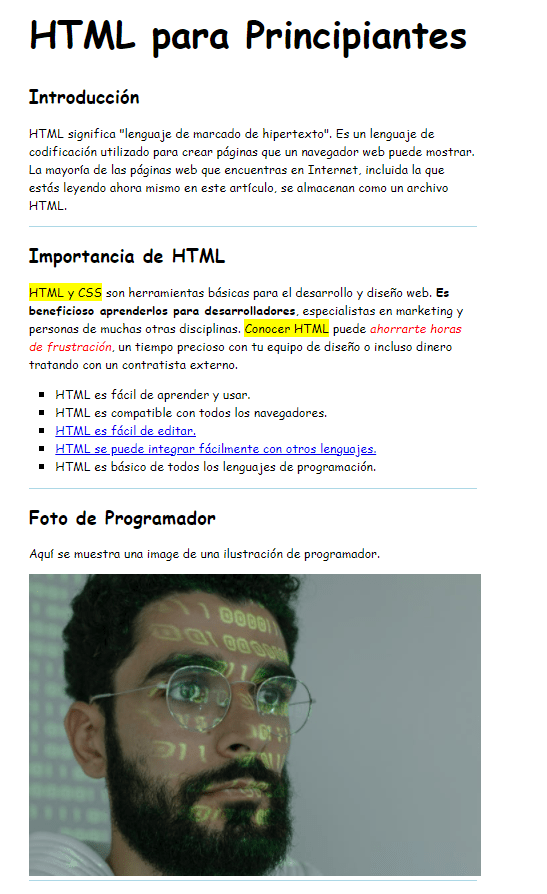 HTML para Principiantes
Introducción
HTML significa "lenguaje de marcado de hipertexto". Es un lenguaje de
codificación utilizado para crear páginas que un navegador web puede mostrar.
La mayoría de las páginas web que encuentras en Internet, incluida la que
estás leyendo ahora mismo en este artículo, se almacenan como un archivo
HTML.
Importancia de HTML
HTML y CSS son herramientas básicas para el desarrollo y diseño web. Es
beneficioso aprenderlos para desarrolladores, especialistas en marketing y
personas de muchas otras disciplinas. Conocer HTML puede ahorrarte horas
de frustración, un tiempo precioso con tu equipo de diseño o incluso dinero
tratando con un contratista externo.
HTML es fácil de aprender y usar.
HTML es compatible con todos los navegadores.
HTML es fácil de editar.
HTML se puede integrar fácilmente con otros lenguajes.
HTML es básico de todos los lenguajes de programación.
Foto de Programador
Aquí se muestra una image de una ilustración de programador.